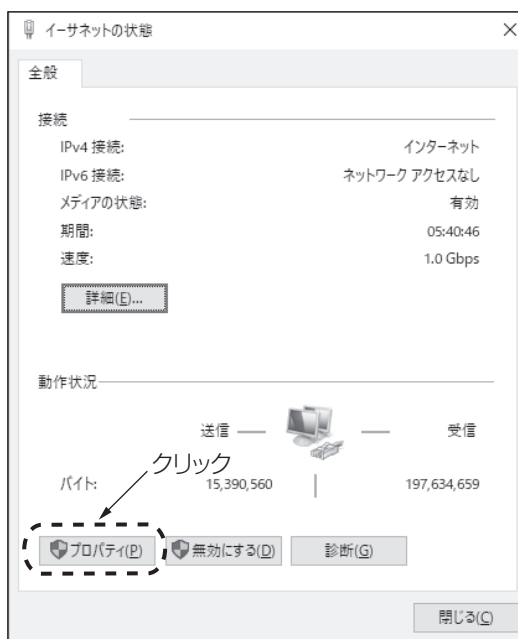 イーサネットの状態
全般
接続
IPv4 接続: インターネット
IPv6 接続: ネットワーク アクセスなし
メディアの状態: 有効
期間: 05:40:46
速度: 1.0 Gbps
詳細(E)...
動作状況
送信 受信
クリック
バイト: 15,390,560 197,634,659
プロパティ(P) 無効にする(D) 診断(G)
閉じる(C)